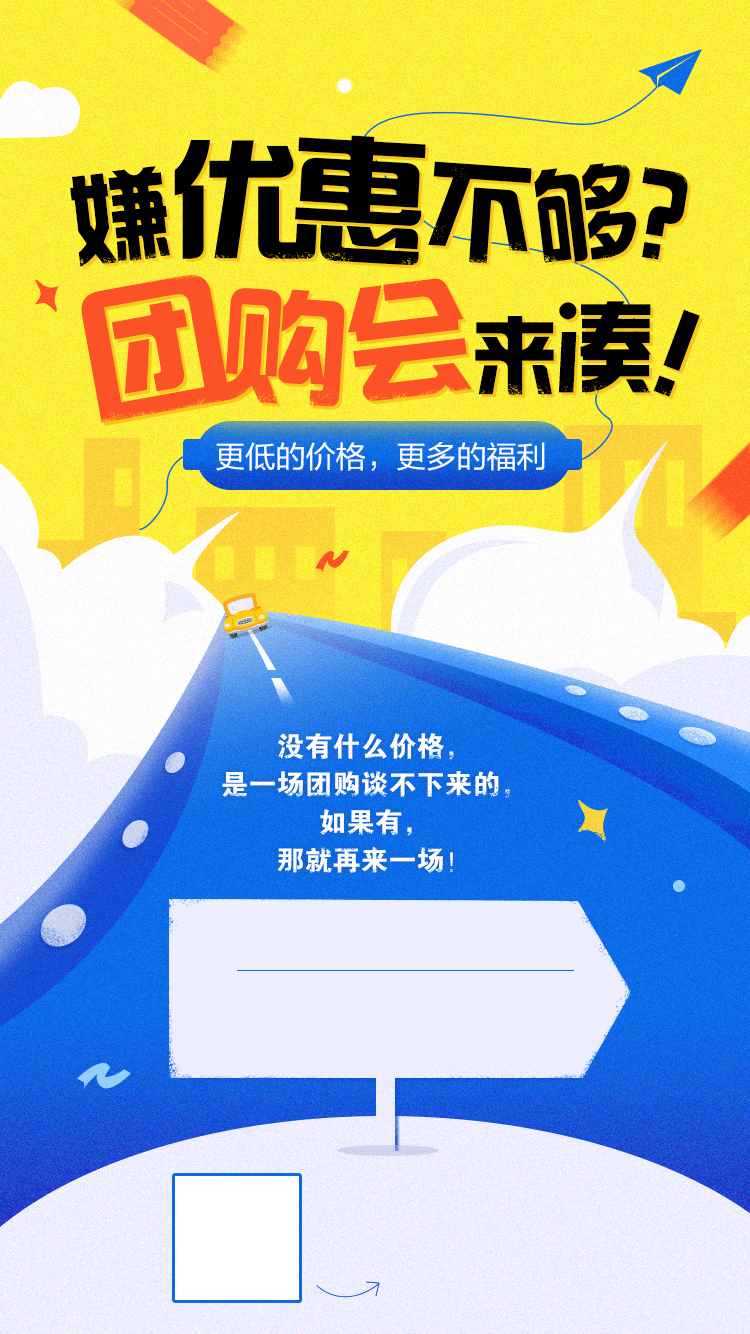 嫌优惠不够?
团购会来凑!
更低的价格，更多的福利
没有什么价格，
是一场团购谈不下来的，
如果有，
那就再来一场!